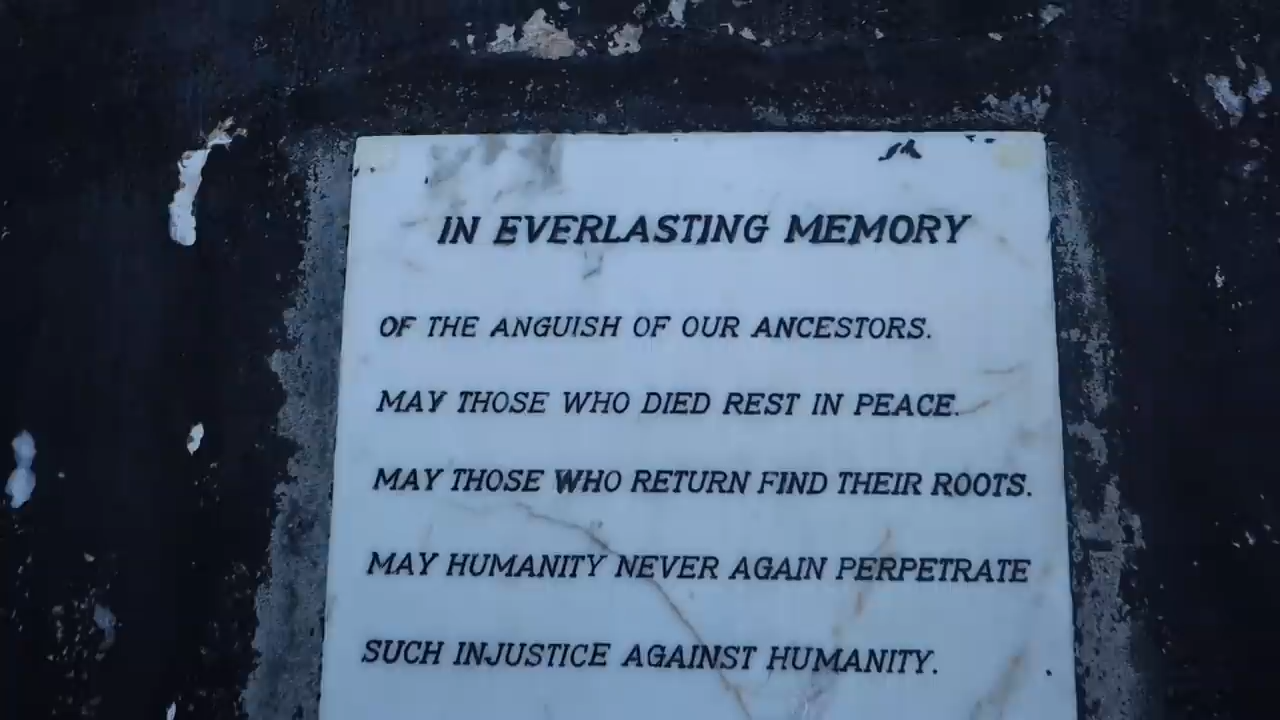 IN EVERLASTING MEMORY
OF THE ANGUISH OF OUR ANCESTORS.
MAY THOSE WHO DIED REST IN PEACE.
MAY THOSE WHO RETURN FIND THEIR ROOTS.
MAY HUMANITY NEVER AGAIN PERPETRATE
SUCH INJUSTICE AGAINST HUMANITY.